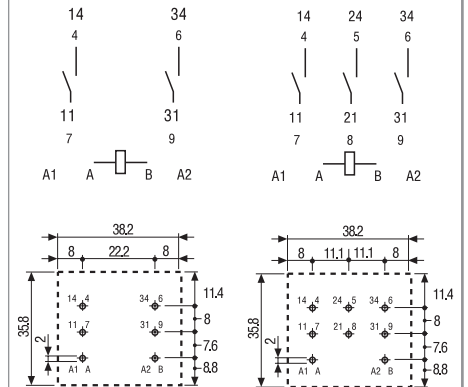 14 34
4 6
11 31
7 9
A1 A B A2
14 24 34
4 5 6
11 21 31
7 8 9
A1 A B A2
38.2
8 22.2 8
35.8
2
14 4 34 6
11 7 31 9
A1 A A2 B
11.4
8
7.6
8.8
38.2
8 11.1 11.1 8
35.8
2
14 4 24 5 34 6
11 7 21 8 31 9
A1 A A2 B
11.4
8
7.6
8.8